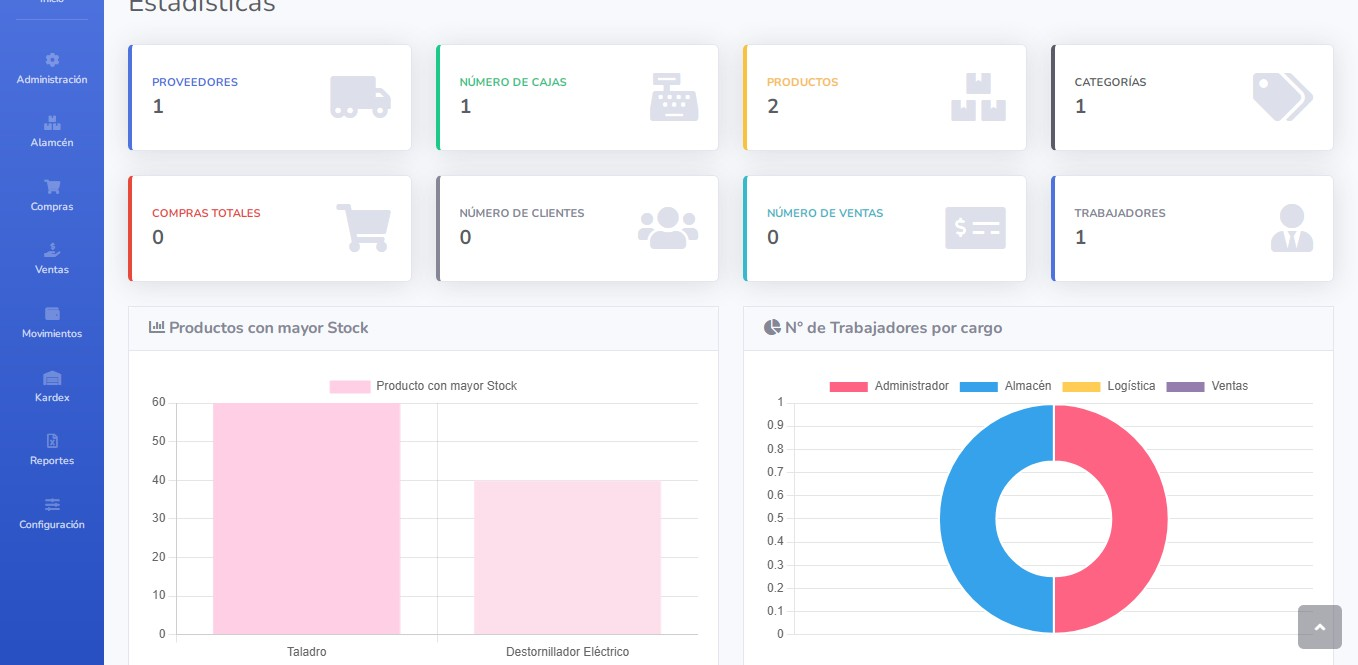 Inicio
Administración
Alamcén
Compras
Ventas
Movimientos
Kardex
Reportes
Configuración
Estadísticas
PROVEEDORES
1
NÚMERO DE CAJAS
1
PRODUCTOS
2
CATEGORÍAS
1
COMPRAS TOTALES
0
NÚMERO DE CLIENTES
0
NÚMERO DE VENTAS
0
TRABAJADORES
1
Productos con mayor Stock
Producto con mayor Stock
60
50
40
30
20
10
0
Taladro
Destornillador Eléctrico
N° de Trabajadores por cargo
Administrador
Almacén
Logística
Ventas
1
0.9
0.8
0.7
0.6
0.5
0.4
0.3
0.2
0.1
0